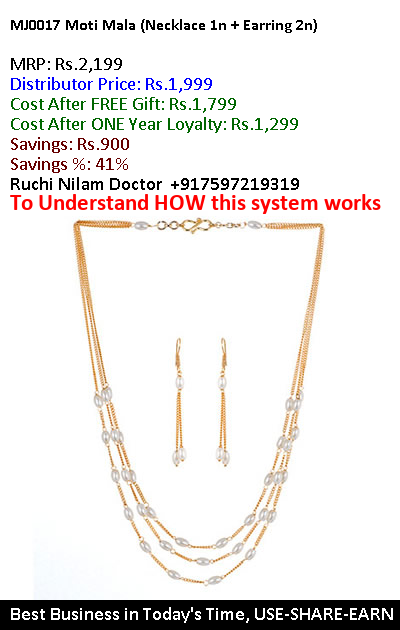 MJ0017 Moti Mala (Necklace 1n + Earring 2n)
MRP: Rs.2,199
Distributor Price: Rs.1,999
Cost After FREE Gift: Rs.1,799
Cost After ONE Year Loyalty: Rs.1,299
Savings: Rs.900
Savings %: 41%
Ruchi Nilam Doctor +917597219319
To Understand HOW this system works
Best Business in Today's Time, USE-SHARE-EARN